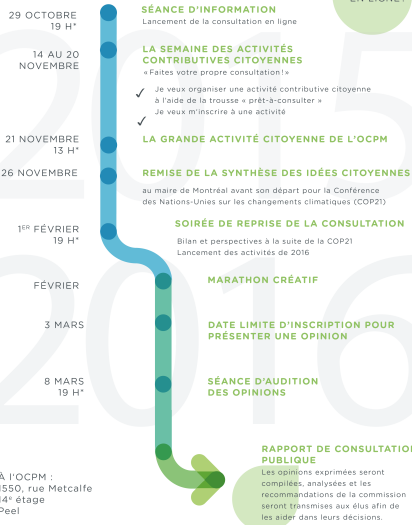 EN LIGNE!
29 OCTOBRE
19 H*
SÉANCE D'INFORMATION
Lancement de la consultation en ligne
14 AU 20
NOVEMBRE
LA SEMAINE DES ACTIVITÉS
CONTRIBUTIVES CITOYENNES
« Faites votre propre consultation ! »
✓ Je veux organiser une activité contributive citoyenne
à l'aide de la trousse « prêt-à-consulter »
✓ Je veux m'inscrire à une activité
21 NOVEMBRE
13 H*
LA GRANDE ACTIVITÉ CITOYENNE DE L'OCPM
26 NOVEMBRE
REMISE DE LA SYNTHÈSE DES IDÉES CITOYENNES
au maire de Montréal avant son départ pour la Conférence
des Nations-Unies sur les changements climatiques (COP21)
2015
1ER FÉVRIER
19 H*
SOIRÉE DE REPRISE DE LA CONSULTATION
Bilan et perspectives à la suite de la COP21
Lancement des activités de 2016
FÉVRIER
MARATHON CRÉATIF
3 MARS
DATE LIMITE D'INSCRIPTION POUR
PRÉSENTER UNE OPINION
8 MARS
19 H*
SÉANCE D'AUDITION
DES OPINIONS
2016
RAPPORT DE CONSULTATION
PUBLIQUE
Les opinions exprimées seront
compilées, analysées et les
recommandations de la commission
seront transmises aux élus afin de
les aider dans leurs décisions.
À l'OCPM :
1550, rue Metcalfe
14e étage
Peel